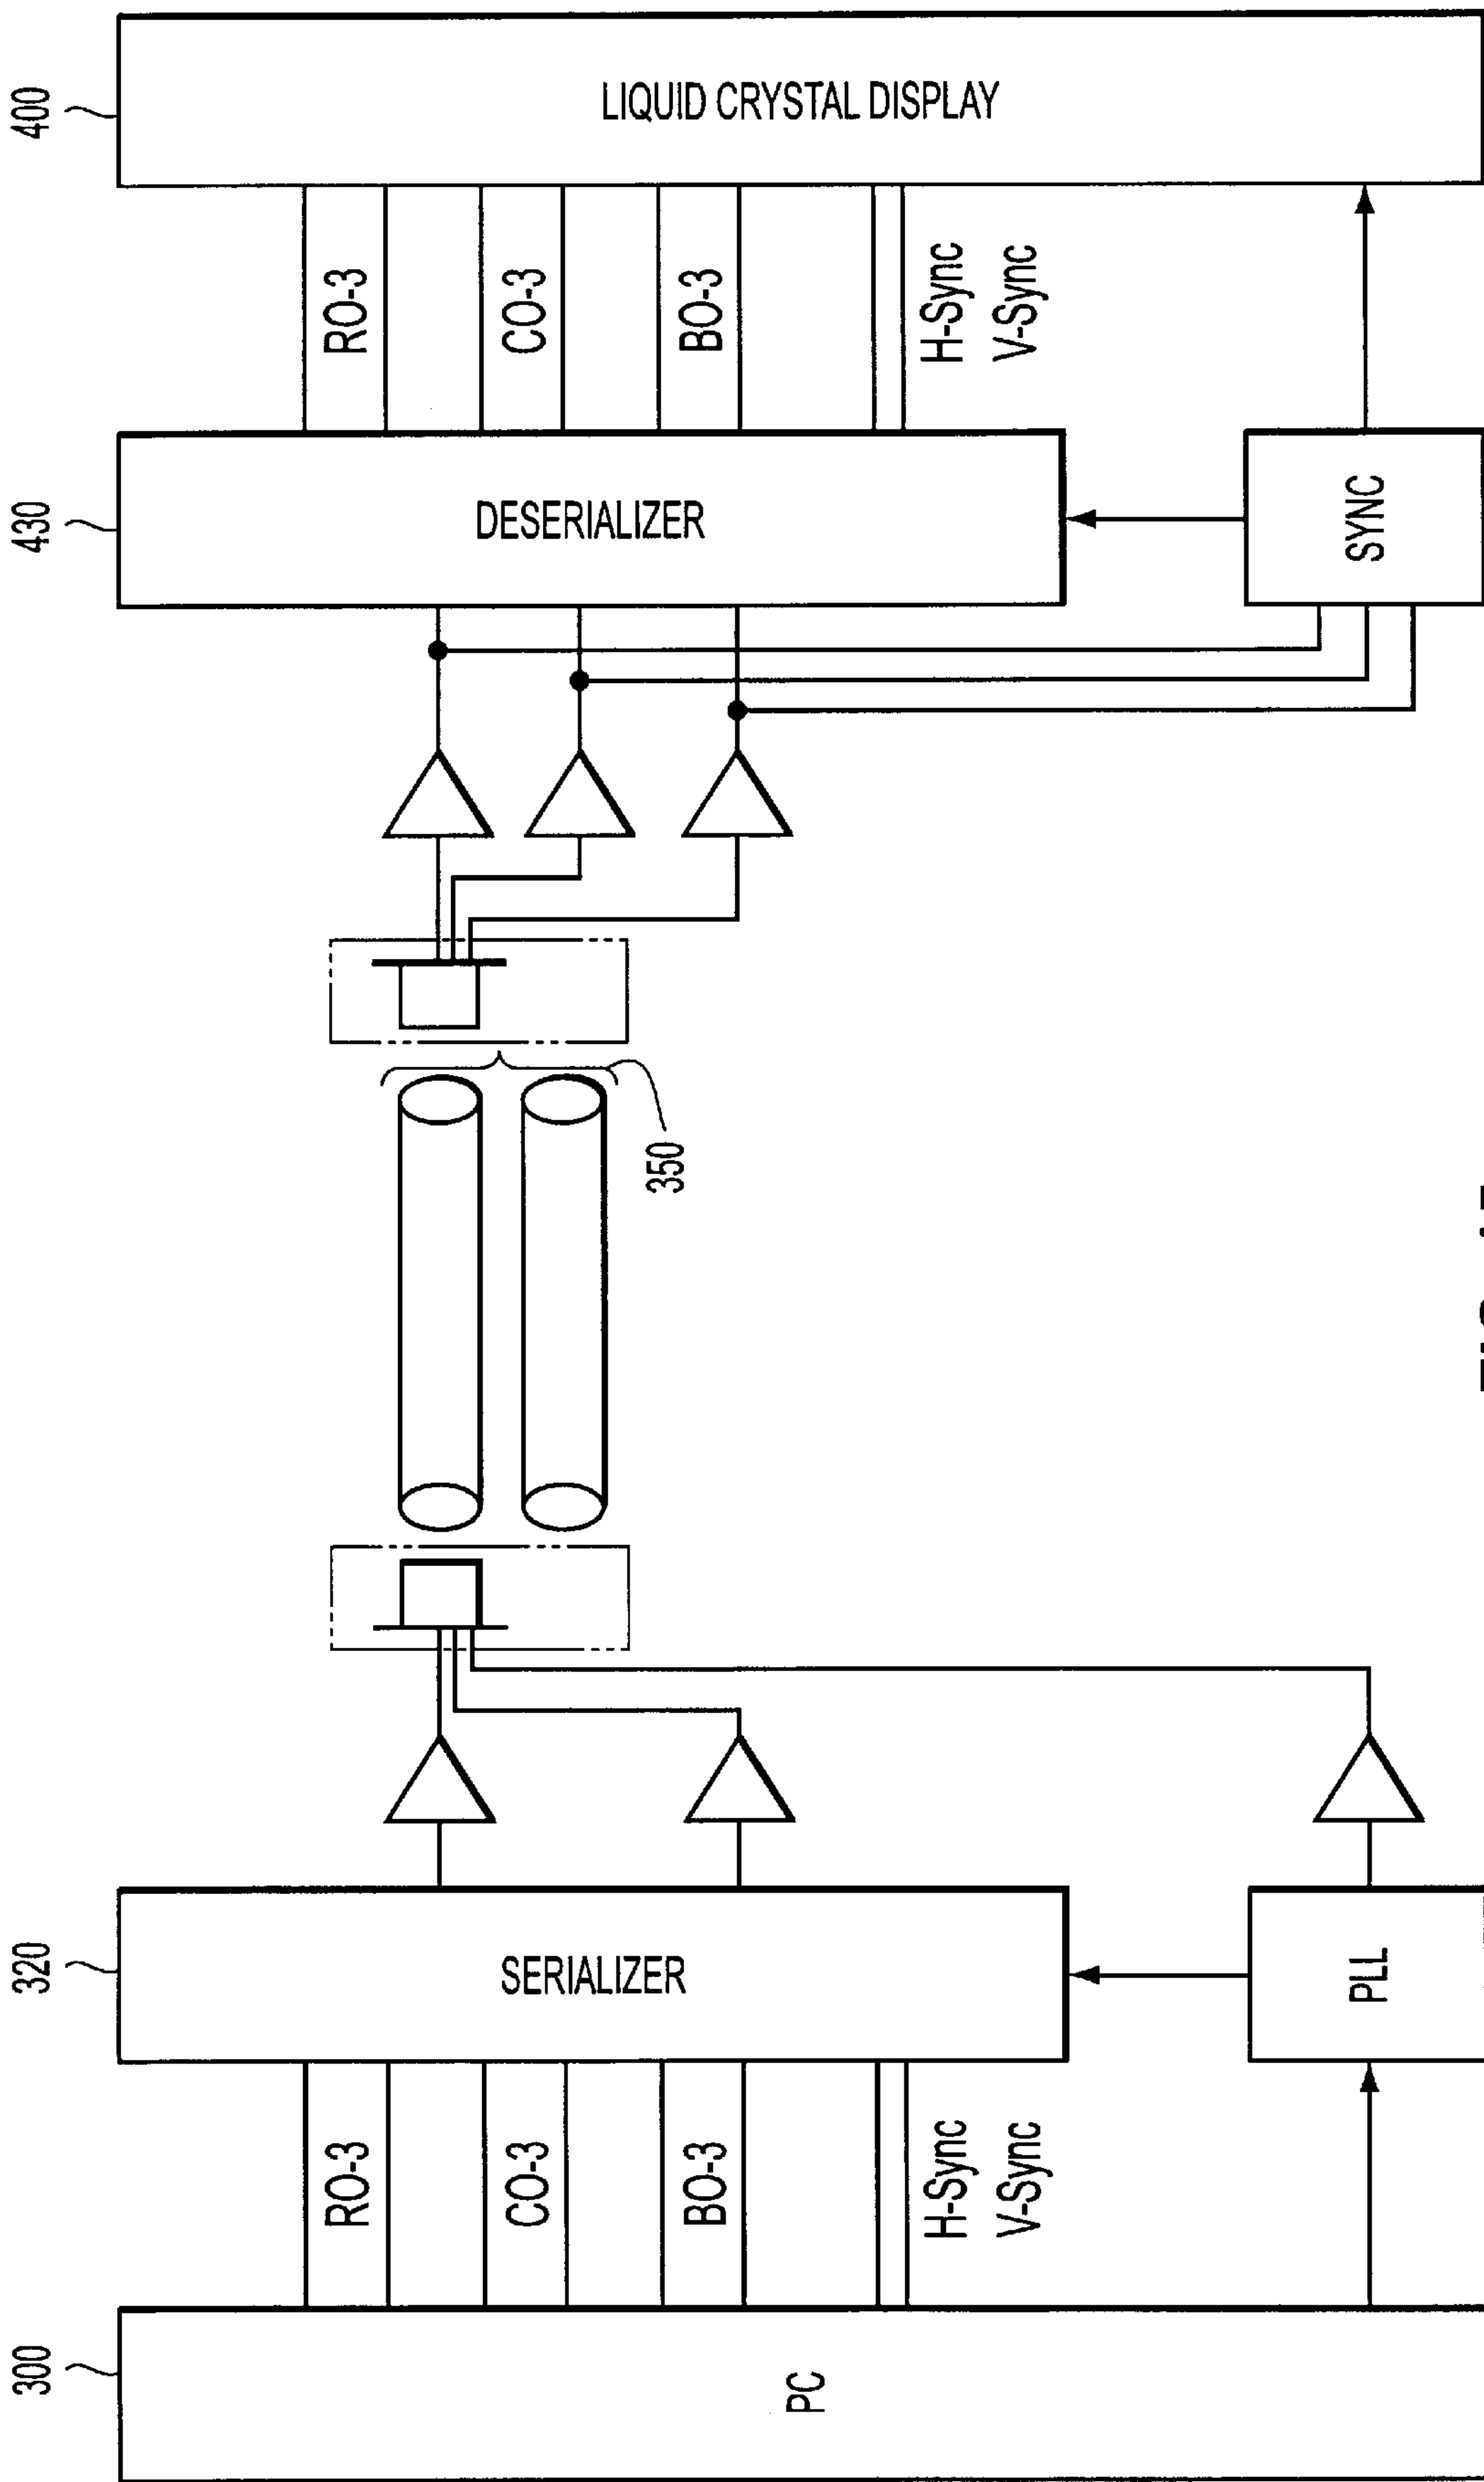 300
320
430
400
PC
RO-3
CO-3
BO-3
H-Sync
V-Sync
SERIALIZER
PLL
350
DESERIALIZER
SYNC
RO-3
CO-3
BO-3
H-Sync
V-Sync
LIQUID CRYSTAL DISPLAY